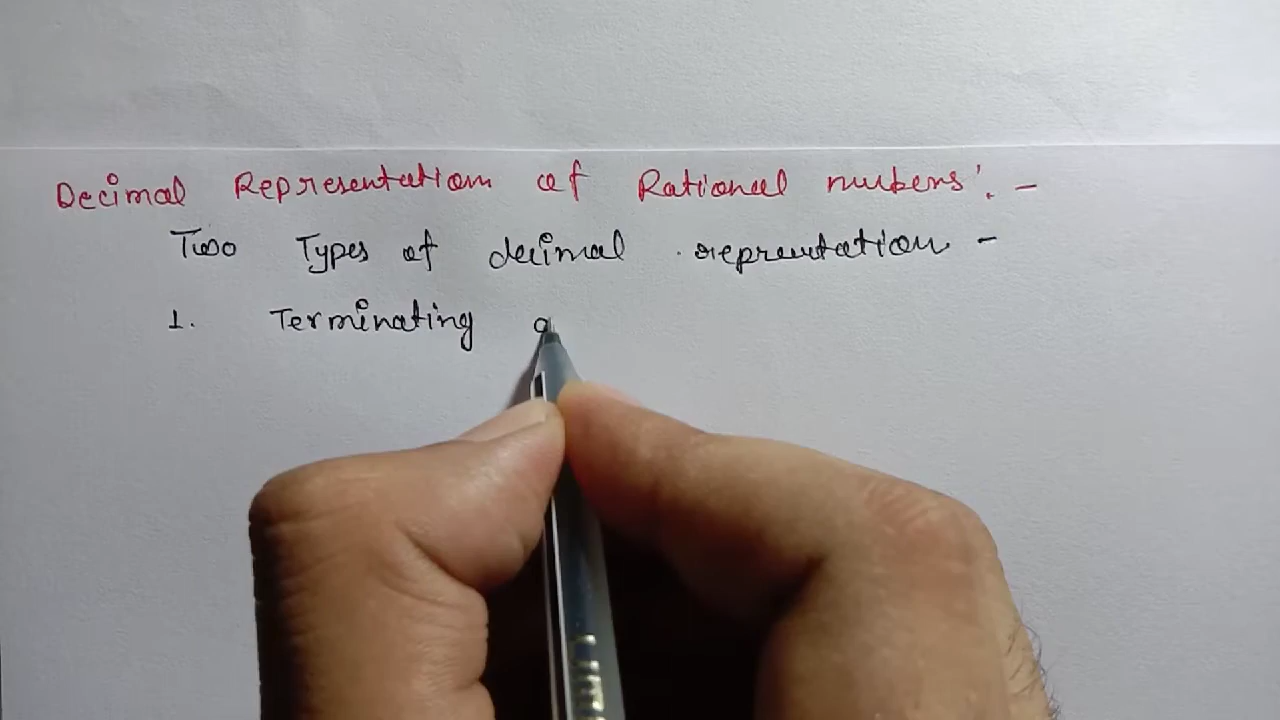 Decimal Representation of Rational numbers :-
Two Types of decimal representation -
1. Terminating